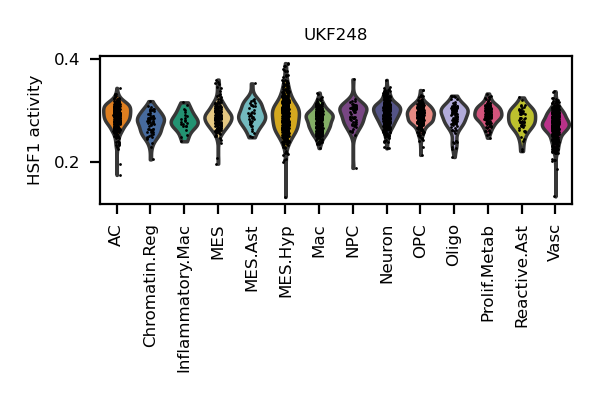 UKF248
HSF1 activity
0.4
0.2
AC
Chromatin.Reg
Inflammatory.Mac
MES
MES.Ast
MES.Hyp
Mac
NPC
Neuron
OPC
Oligo
Prolif.Metab
Reactive.Ast
Vasc